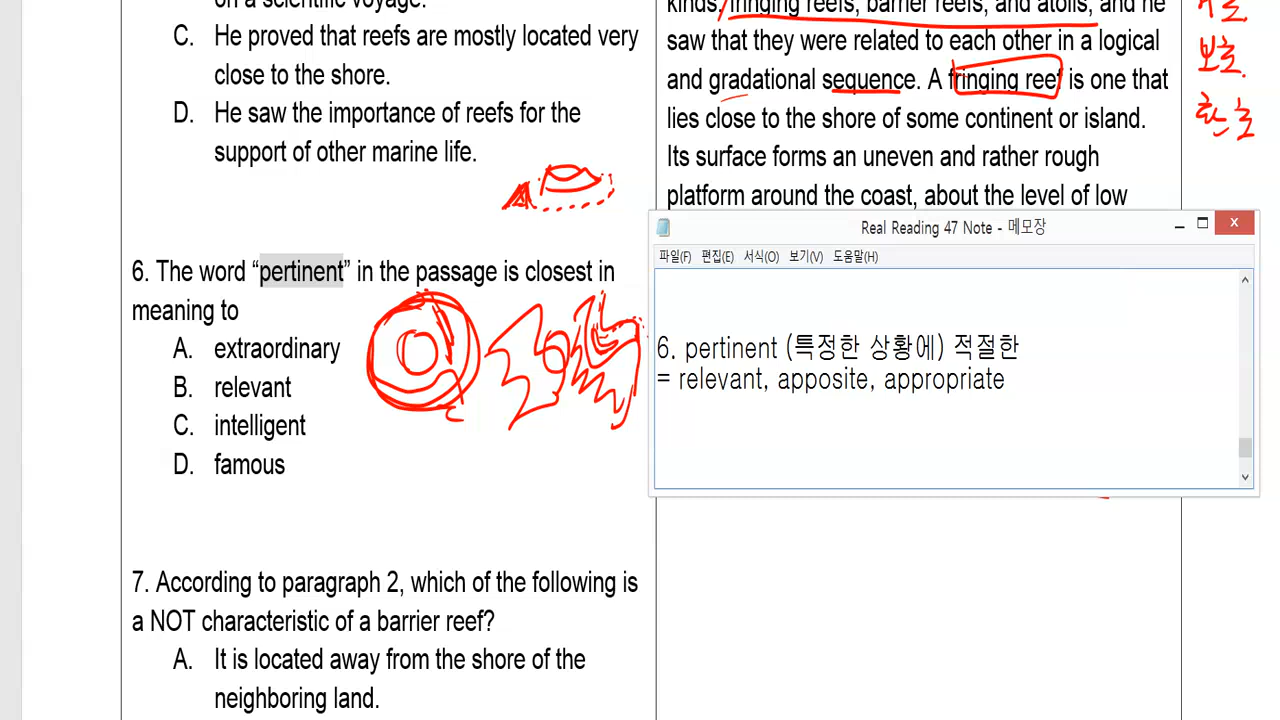 on a scientific voyage.
C. He proved that reefs are mostly located very
close to the shore.
D. He saw the importance of reefs for the
support of other marine life.
6. The word “pertinent” in the passage is closest in
meaning to
A. extraordinary
B. relevant
C. intelligent
D. famous
7. According to paragraph 2, which of the following is
a NOT characteristic of a barrier reef?
A. It is located away from the shore of the
neighboring land.
kinds, fringing reefs, barrier reefs, and atolls, and he
saw that they were related to each other in a logical
and gradational sequence. A fringing reef is one that
lies close to the shore of some continent or island.
Its surface forms an uneven and rather rough
platform around the coast, about the level of low
보초
환초
Real Reading 47 Note - 메모장
파일(F) 편집(E) 서식(O) 보기(V) 도움말(H)
6. pertinent (특정한 상황에) 적절한
= relevant, apposite, appropriate